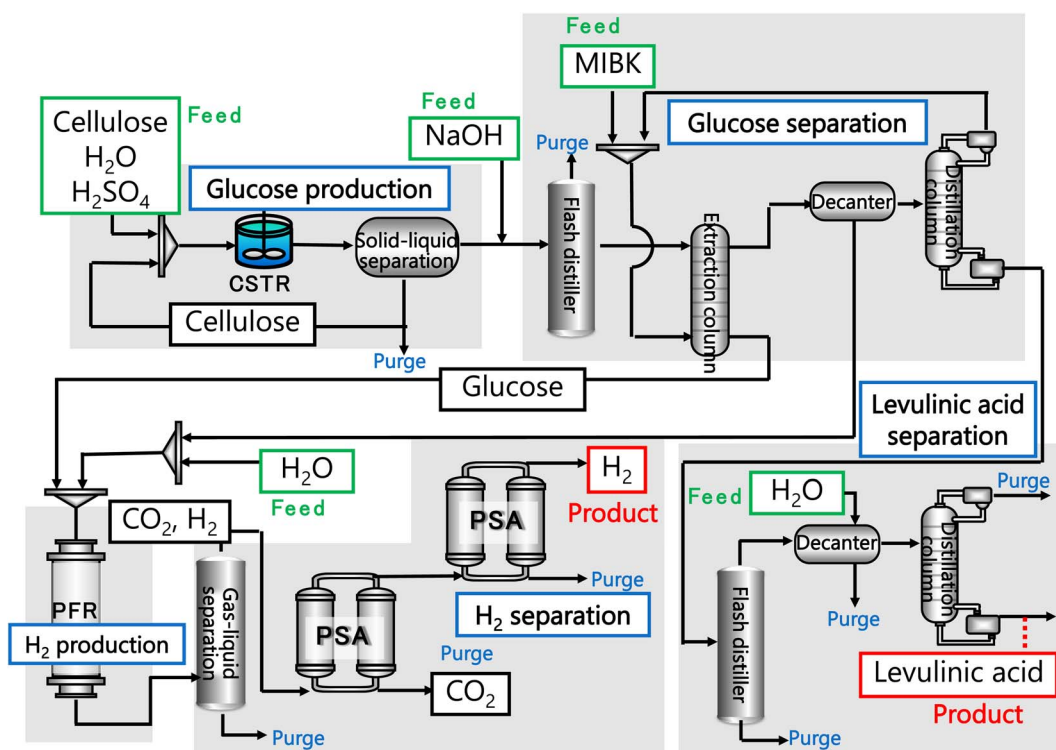 Feed
MIBK
Feed
Cellulose
H₂O
H₂SO₄
Feed
NaOH
Glucose separation
Purge
Glucose production
CSTR
Solid-liquid
separation
Flash distiller
Extraction column
Decanter
Distillation
column
Cellulose
Purge
Glucose
Levulinic acid
separation
H₂O
Feed
CO₂, H₂
PFR
H₂ production
Gas-liquid
separation
Purge
PSA
PSA
H₂
Product
Purge
H₂ separation
Purge
CO₂
Feed
H₂O
Decanter
Purge
Flash distiller
Purge
Distillation
column
Purge
Levulinic acid
Product